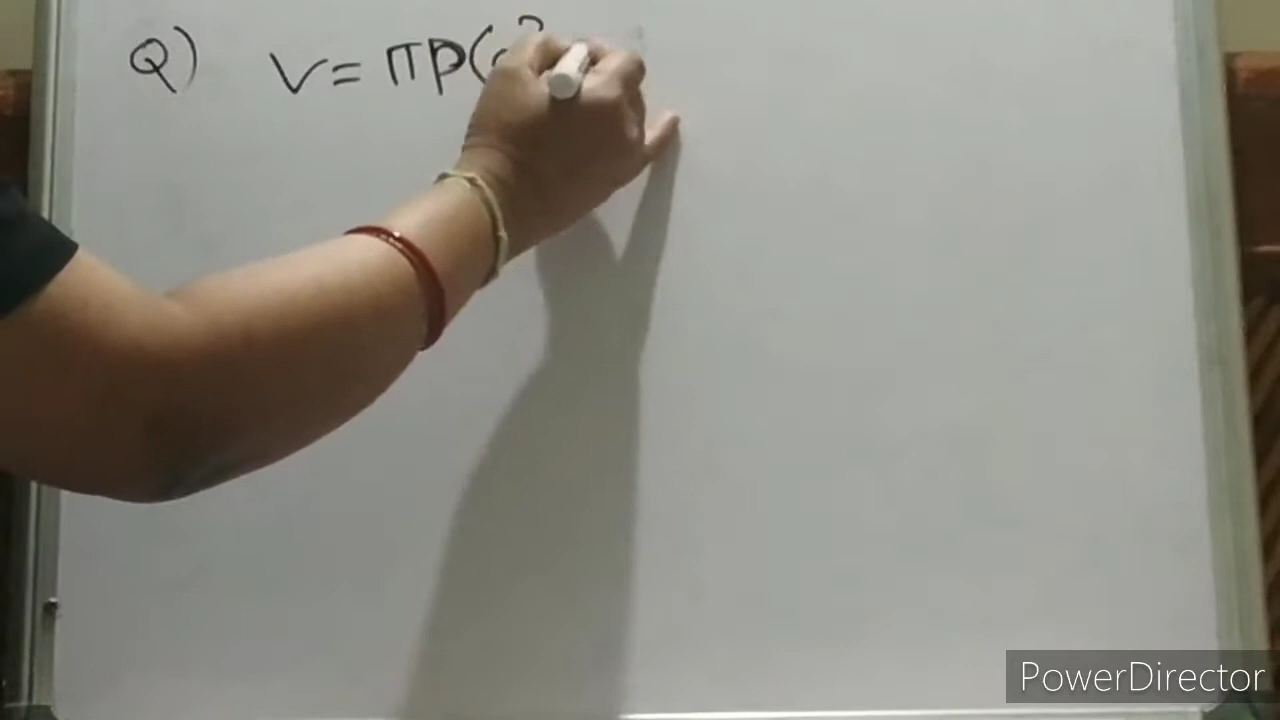 Q) V = πp(
PowerDirector